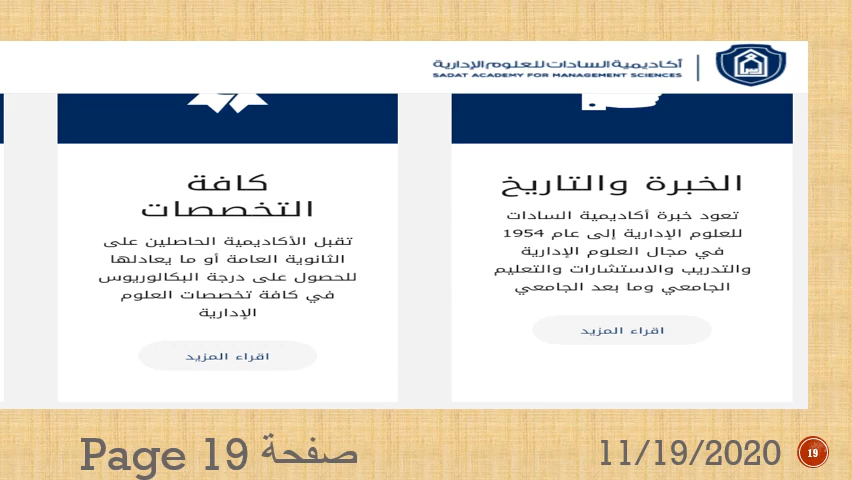 أكاديمية السادات للعلوم الإدارية
SADAT ACADEMY FOR MANAGEMENT SCIENCES
الخبرة والتاريخ
تعود خبرة أكاديمية السادات
للعلوم الإدارية إلى عام 1954
في مجال العلوم الإدارية
والتدريب والاستشارات والتعليم
الجامعي وما بعد الجامعي
اقراء المزيد
كافة
التخصصات
تقبل الأكاديمية الحاصلين على
الثانوية العامة أو ما يعادلها
للحصول على درجة البكالوريوس
في كافة تخصصات العلوم
الإدارية
اقراء المزيد
Page 19 صفحة
11/19/2020
19